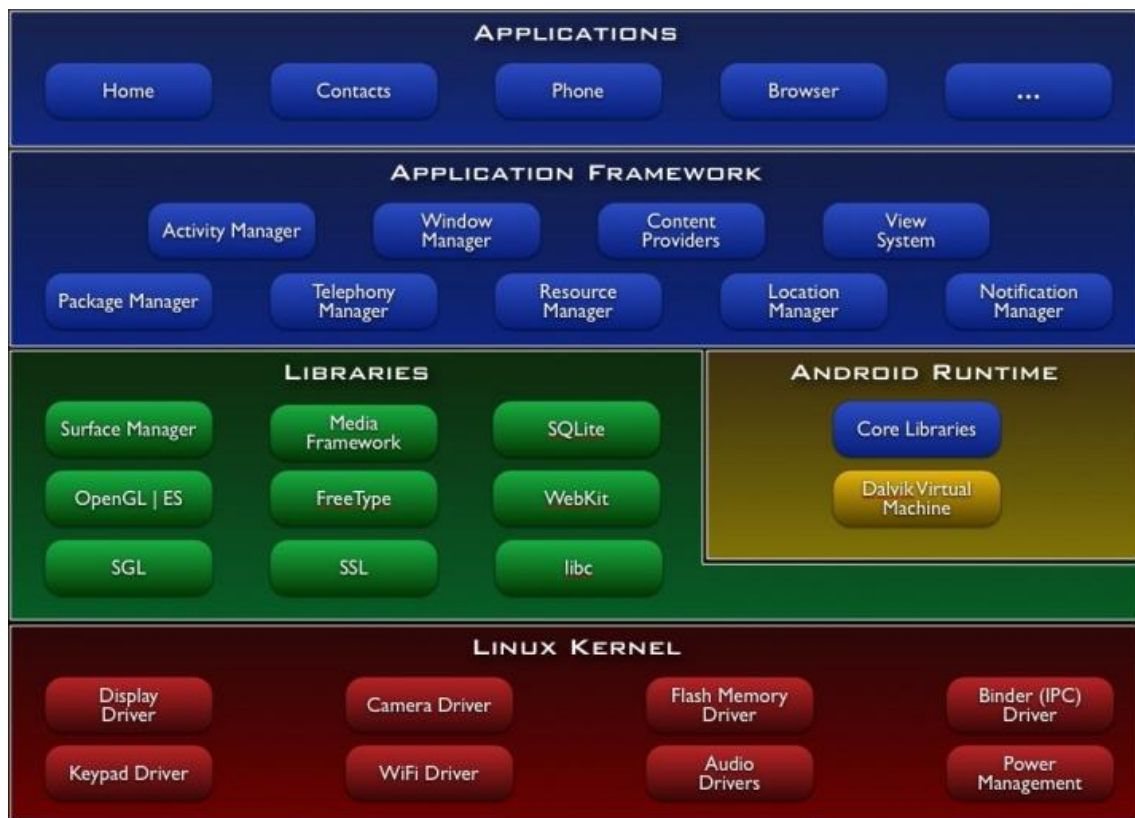 APPLICATIONS
Home
Contacts
Phone
Browser
...
APPLICATION FRAMEWORK
Activity Manager
Window
Manager
Content
Providers
View
System
Package Manager
Telephony
Manager
Resource
Manager
Location
Manager
Notification
Manager
LIBRARIES
Surface Manager
Media
Framework
SQLite
OpenGL | ES
FreeType
WebKit
SGL
SSL
libc
ANDROID RUNTIME
Core Libraries
Dalvik Virtual
Machine
LINUX KERNEL
Display
Driver
Camera Driver
Flash Memory
Driver
Binder (IPC)
Driver
Keypad Driver
WiFi Driver
Audio
Drivers
Power
Management